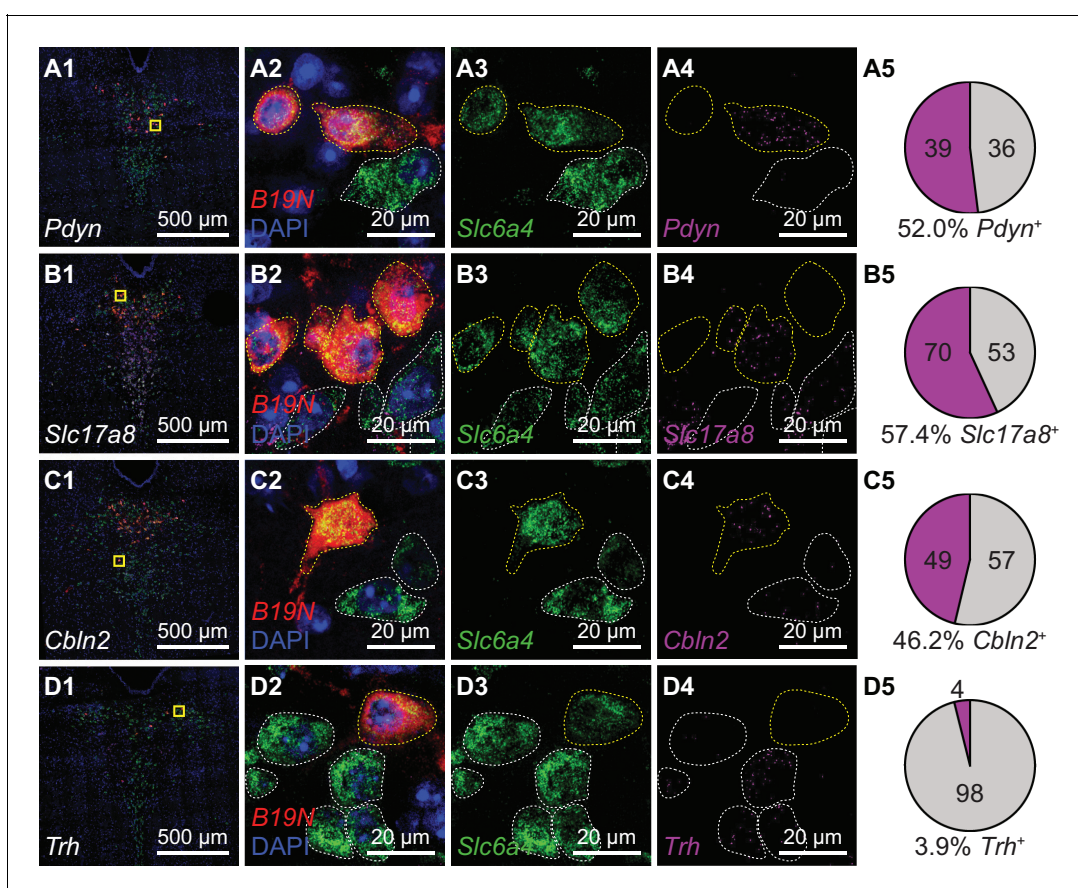 A1 A2 A3 A4 A5
39 36
B19N
Pdyn 500 µm DAPI 20 µm Slc6a4 20 µm Pdyn 20 µm
52.0% Pdyn⁺
B1 B2 B3 B4 B5
70 53
B19N
Slc17a8 500 µm DAPI 20 µm Slc6a4 20 µm Slc17a8 20 µm
57.4% Slc17a8⁺
C1 C2 C3 C4 C5
49 57
B19N
Cbln2 500 µm DAPI 20 µm Slc6a4 20 µm Cbln2 20 µm
46.2% Cbln2⁺
D1 D2 D3 D4 D5
4
98
B19N
Trh 500 µm DAPI 20 µm Slc6a4 20 µm Trh 20 µm
3.9% Trh⁺